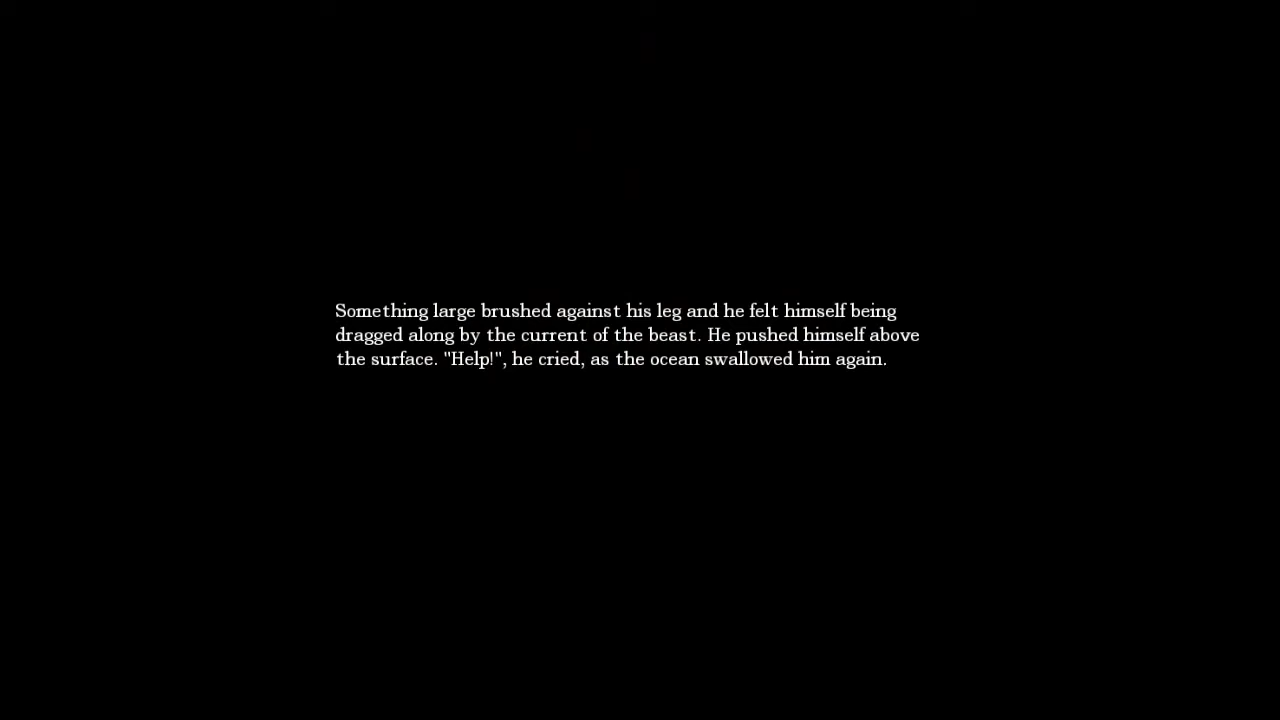 Something large brushed against his leg and he felt himself being
dragged along by the current of the beast. He pushed himself above
the surface. "Help!", he cried, as the ocean swallowed him again.